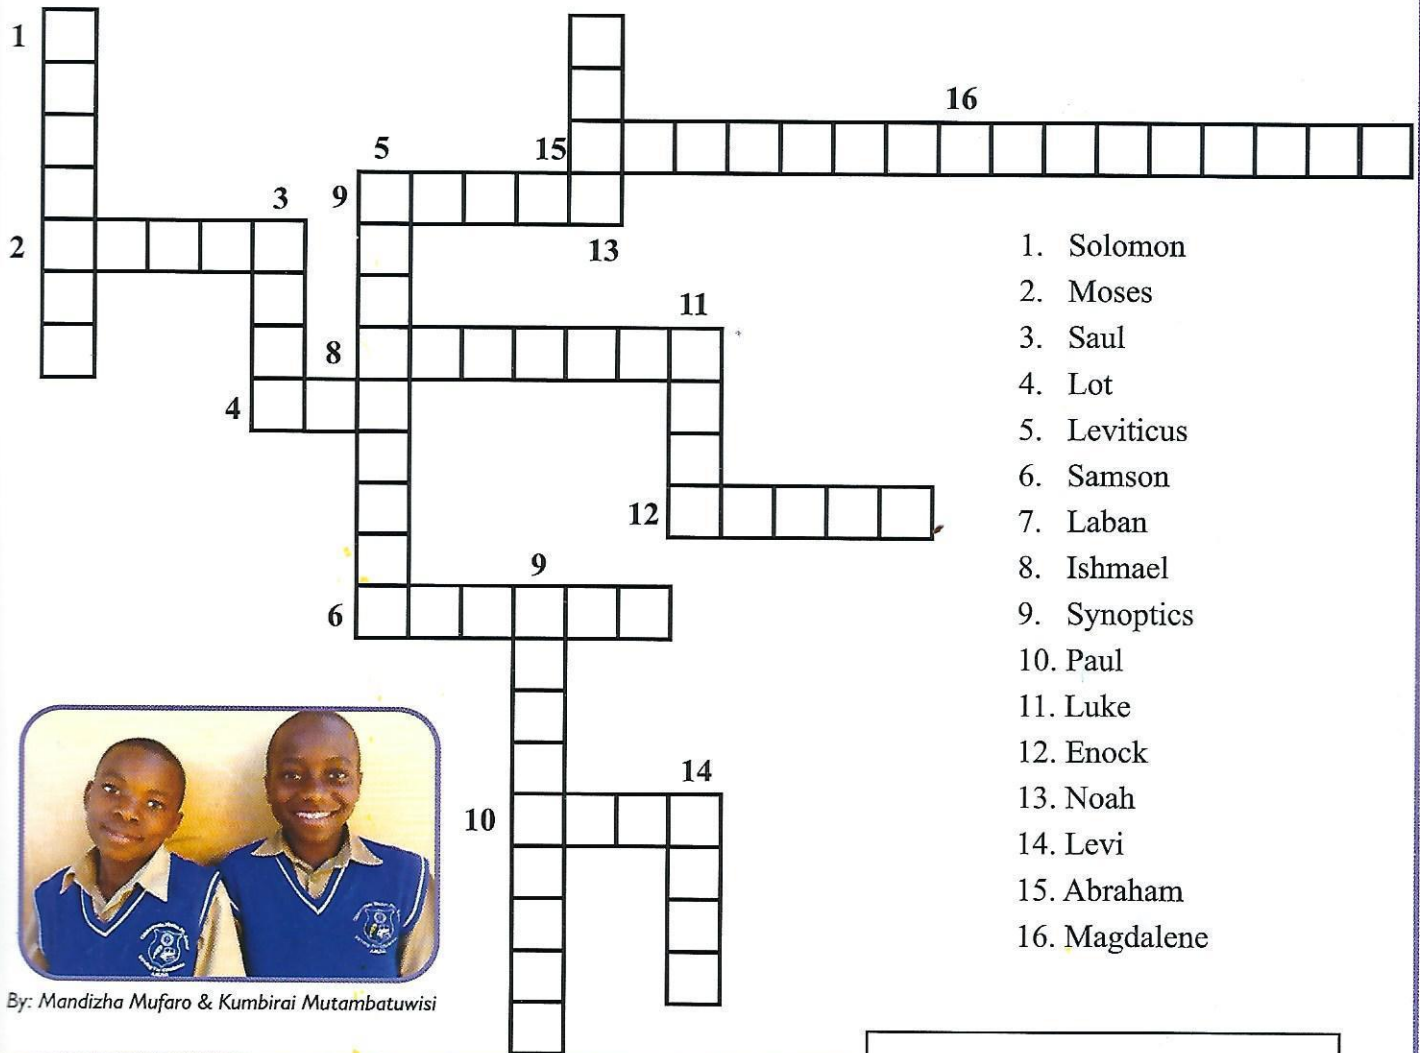 1
16
5
15
3
9
2
13
11
8
4
12
9
6
14
10
1. Solomon
2. Moses
3. Saul
4. Lot
5. Leviticus
6. Samson
7. Laban
8. Ishmael
9. Synoptics
10. Paul
11. Luke
12. Enock
13. Noah
14. Levi
15. Abraham
16. Magdalene
By: Mandizha Mufaro & Kumbirai Mutambatuwisi